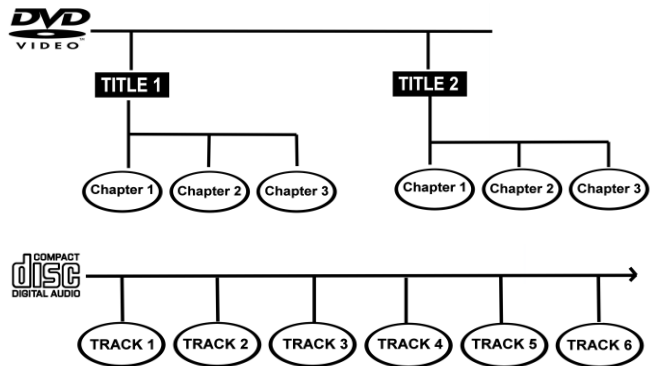 DVD
VIDEO™
TITLE 1 TITLE 2
Chapter 1 Chapter 2 Chapter 3 Chapter 1 Chapter 2 Chapter 3
COMPACT
disc
DIGITAL AUDIO
TRACK 1 TRACK 2 TRACK 3 TRACK 4 TRACK 5 TRACK 6